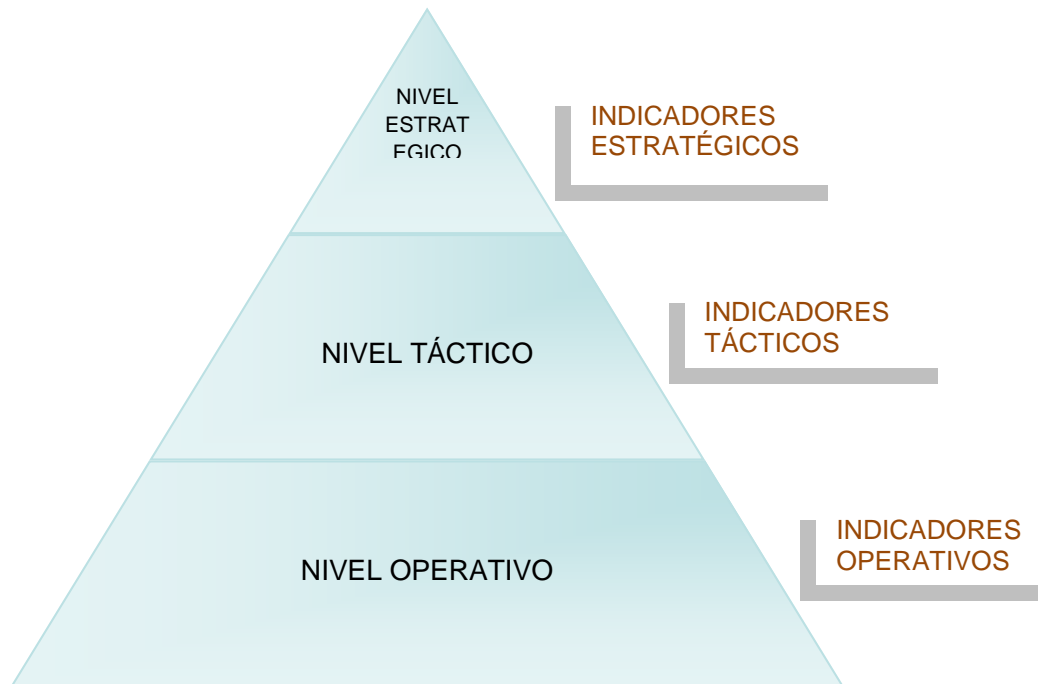 NIVEL
ESTRAT
EGICO
INDICADORES
ESTRATÉGICOS
NIVEL TÁCTICO
INDICADORES
TÁCTICOS
NIVEL OPERATIVO
INDICADORES
OPERATIVOS